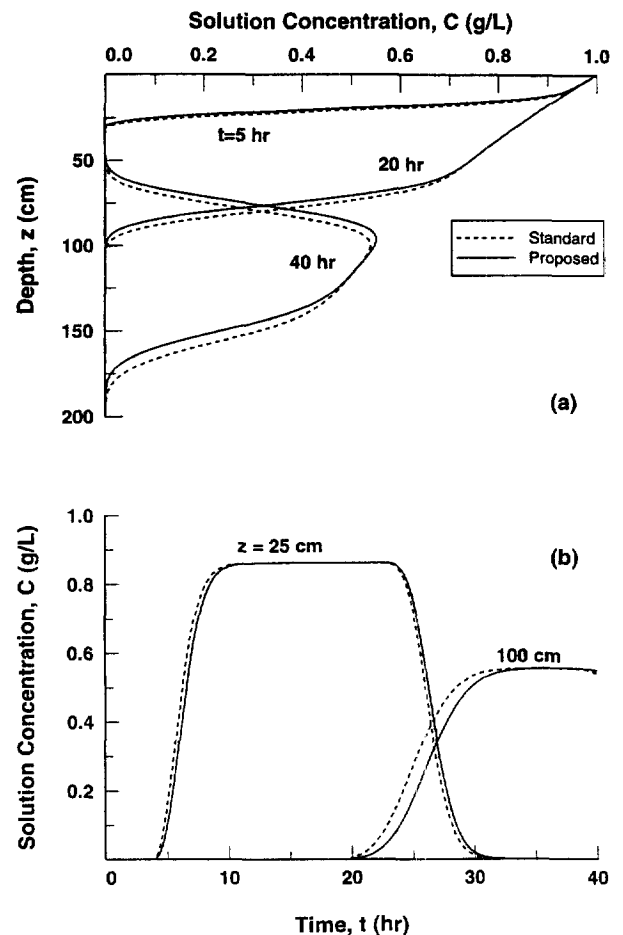 Solution Concentration, C (g/L)
0.0 0.2 0.4 0.6 0.8 1.0
t=5 hr
20 hr
40 hr
50
100
150
200
Depth, z (cm)
Standard
Proposed
(a)
1.0
0.8
0.6
0.4
0.2
Solution Concentration, C (g/L)
z = 25 cm
(b)
100 cm
0 10 20 30 40
Time, t (hr)